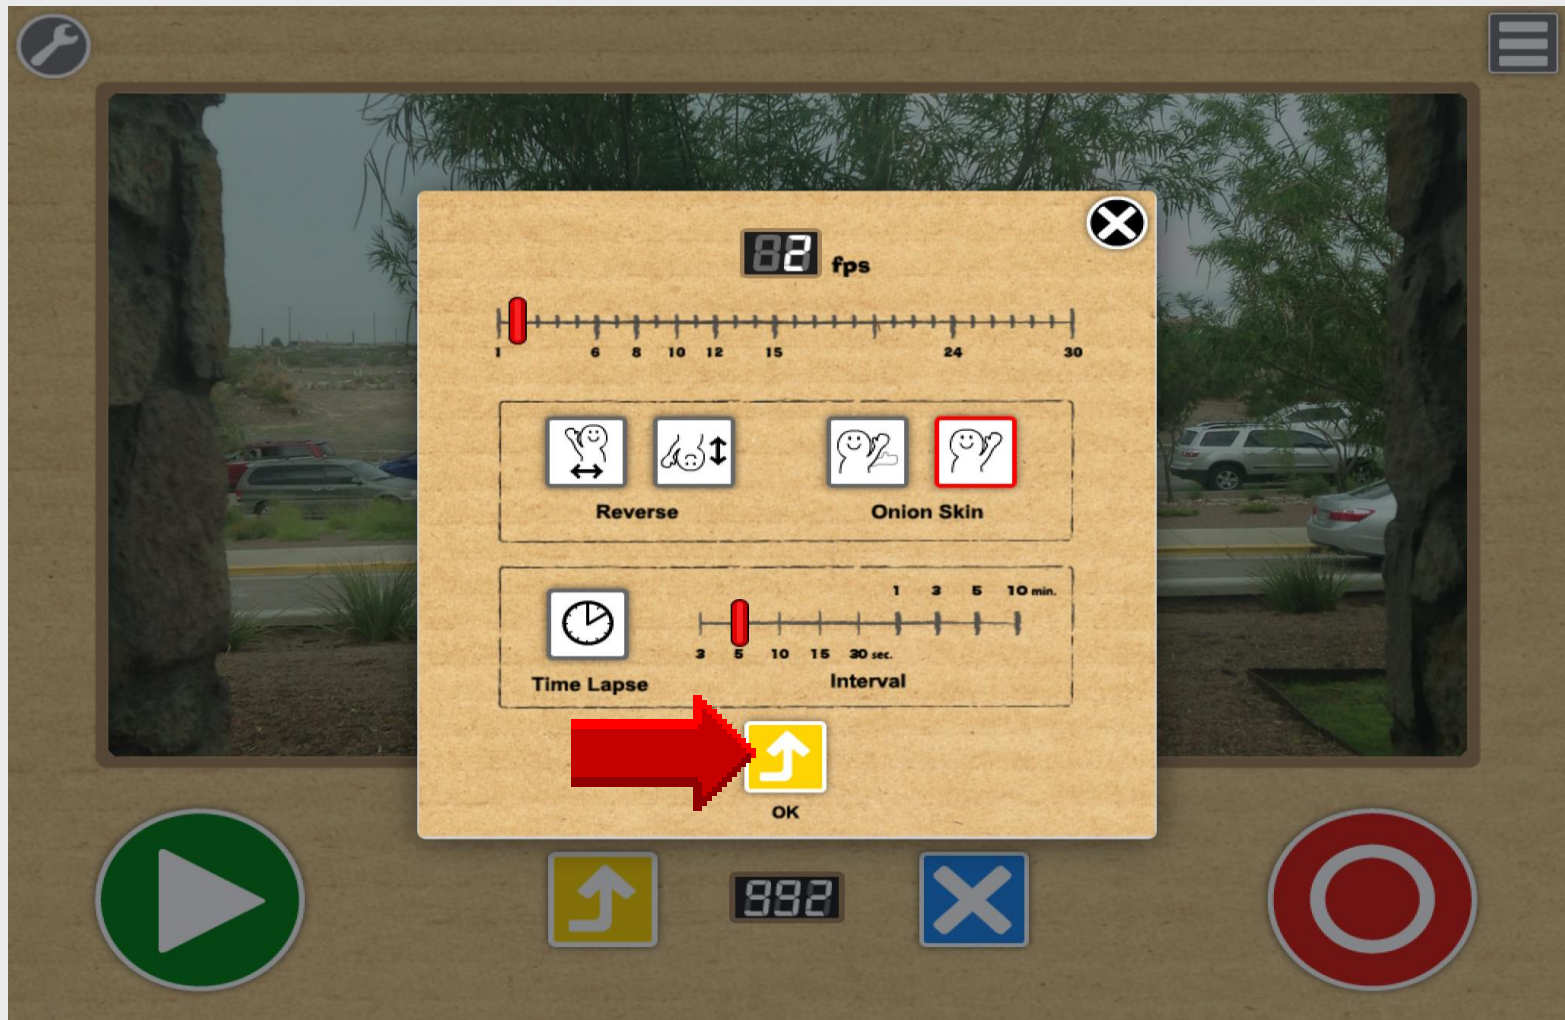 2 fps
1 6 8 10 12 15 24 30
Reverse Onion Skin
1 3 5 10 min.
3 5 10 15 30 sec.
Time Lapse Interval
OK
992